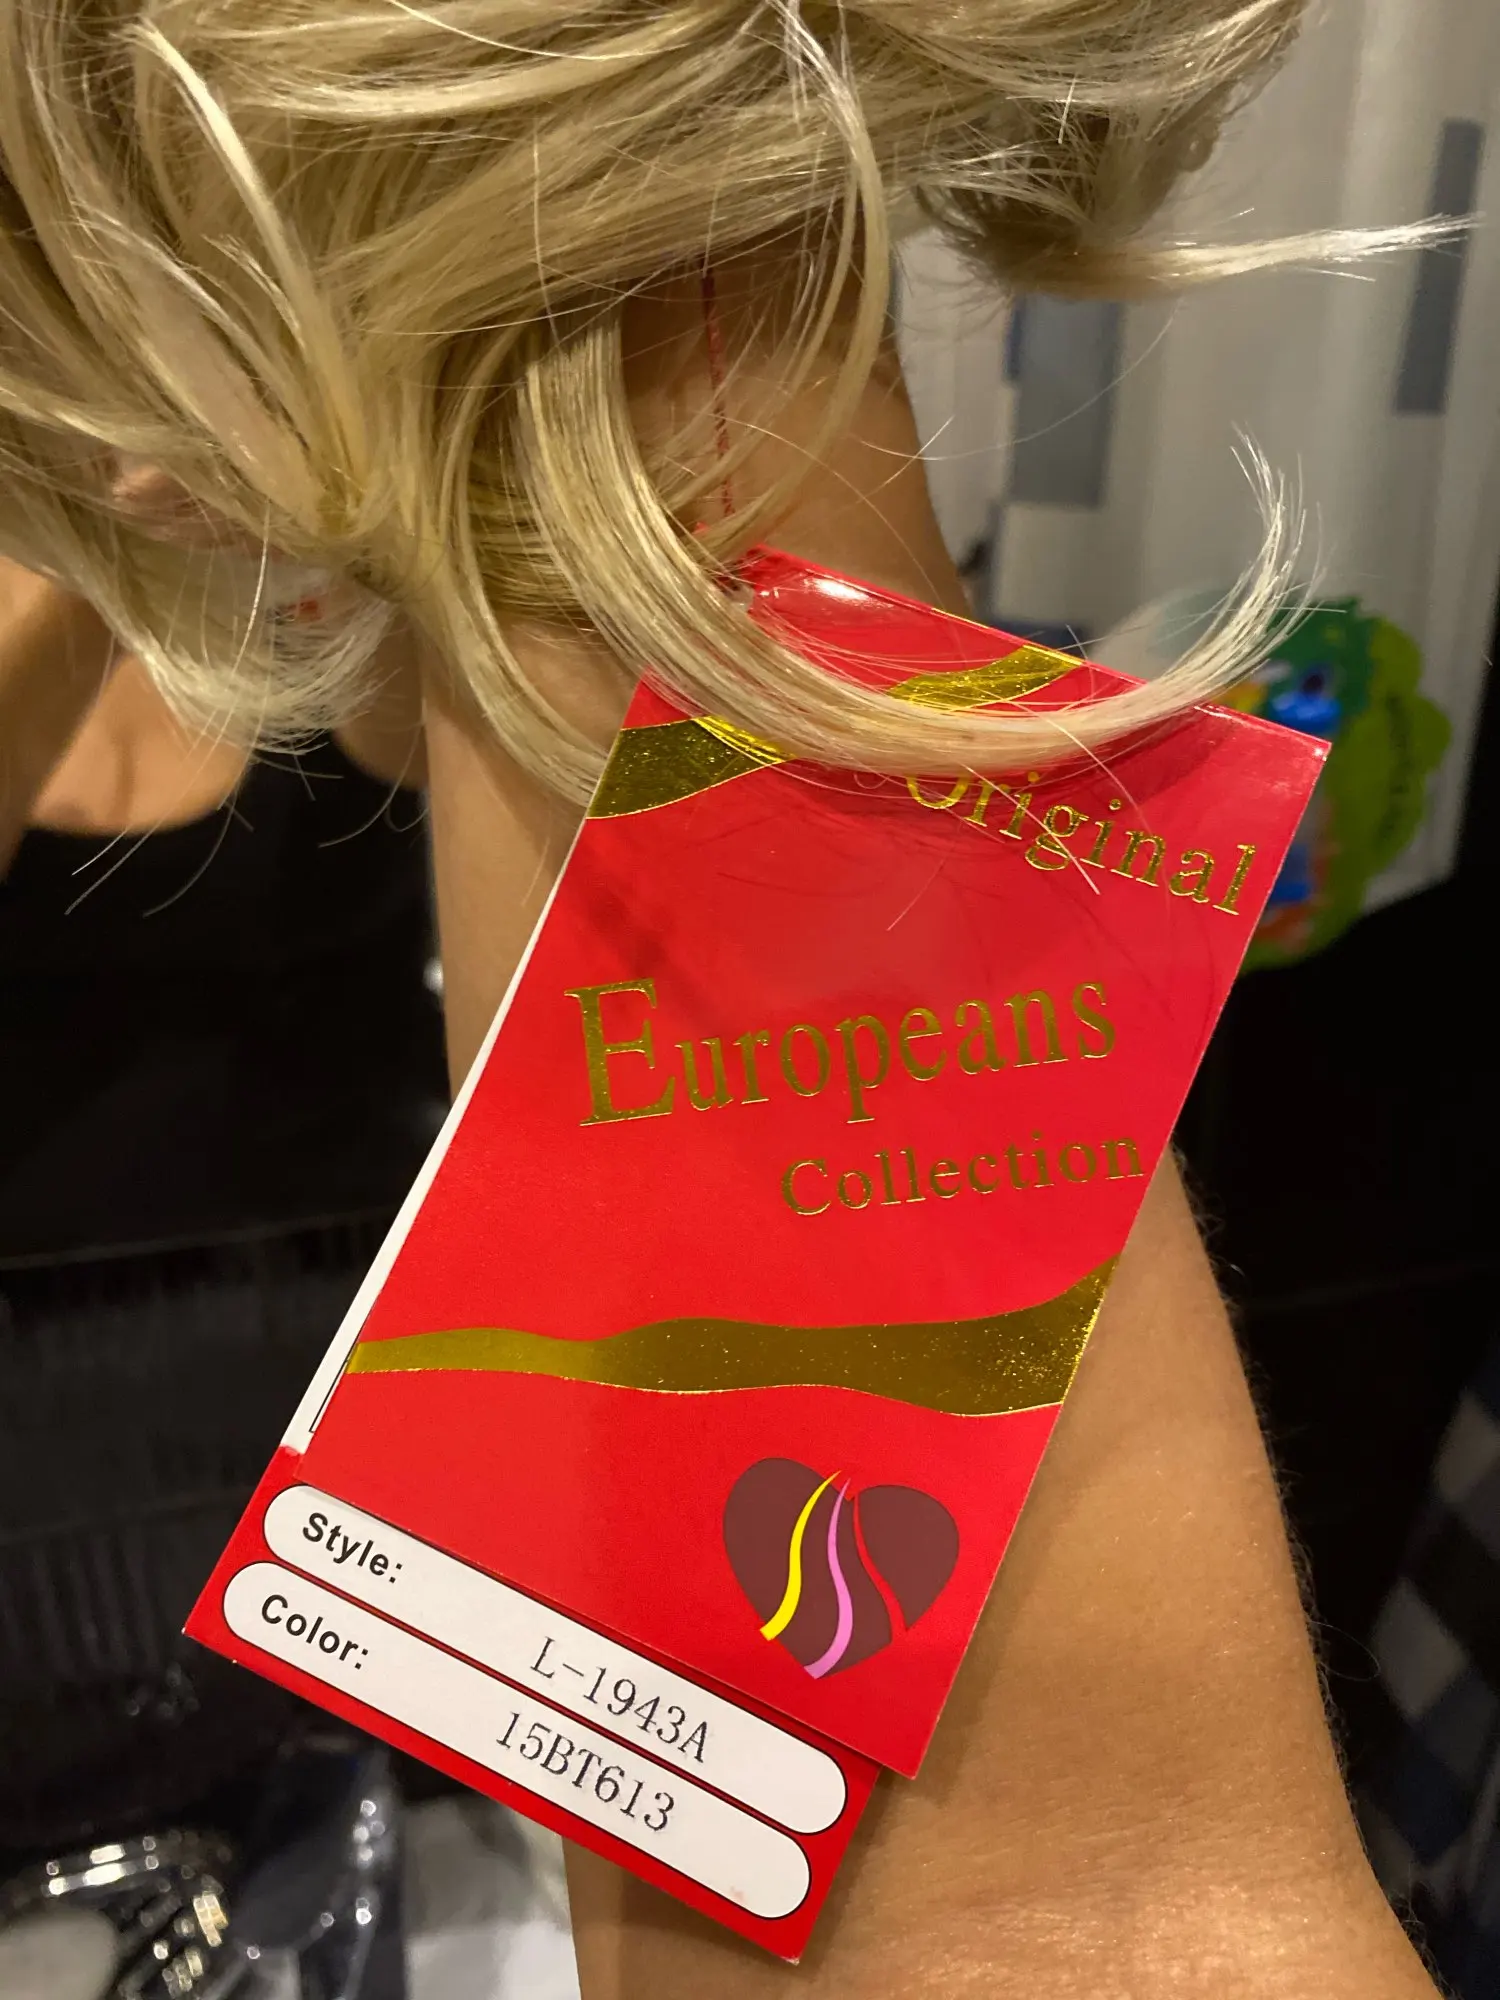 Original
Europeans
Collection
Style: L-1943A
Color: 15BT613